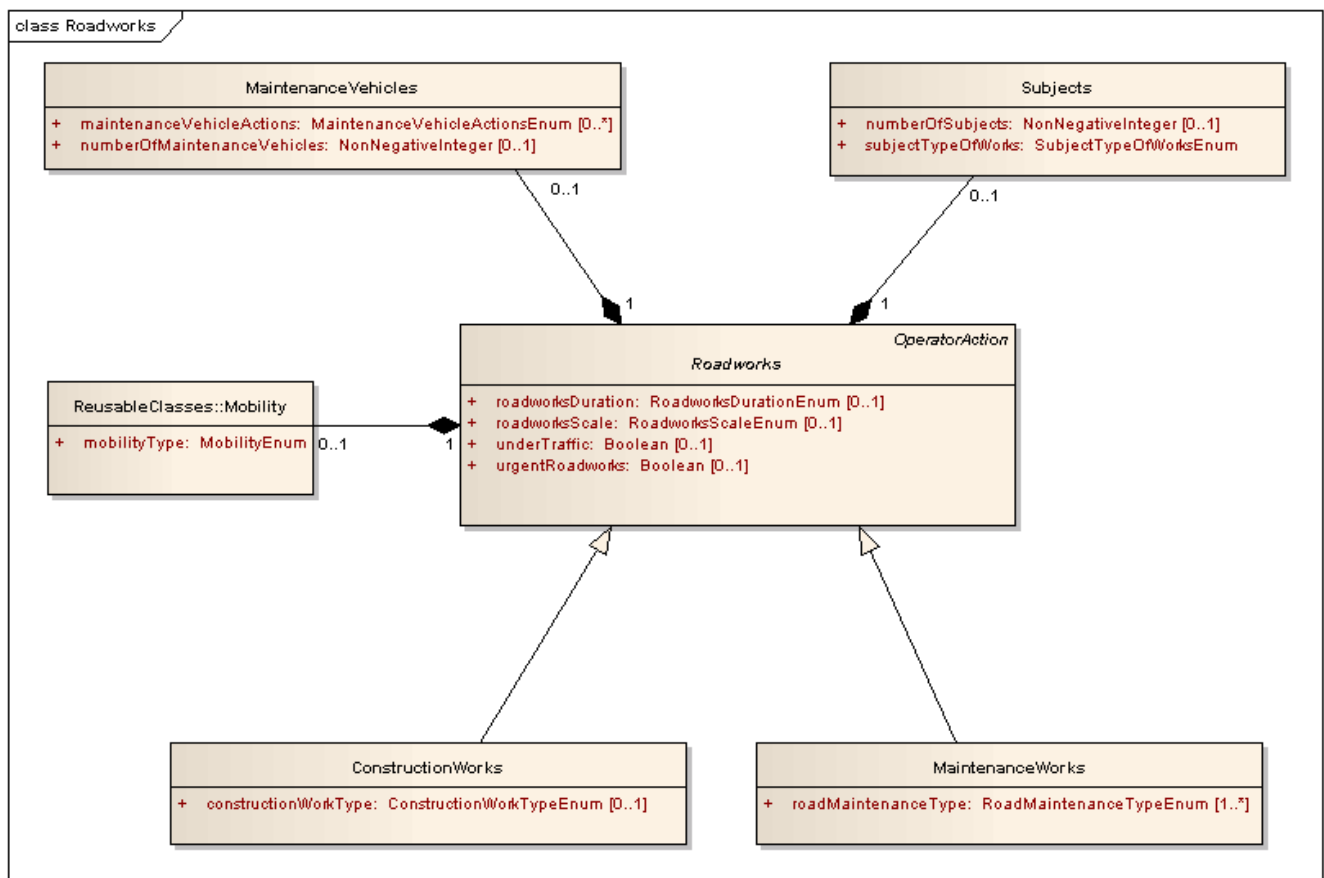 class Roadworks
MaintenanceVehicles
+ maintenanceVehicleActions: MaintenanceVehicleActionsEnum [0..*]
+ numberOfMaintenanceVehicles: NonNegativeInteger [0..1]
Subjects
+ numberOfSubjects: NonNegativeInteger [0..1]
+ subjectTypeOfWorks: SubjectTypeOfWorksEnum
0..1
0..1
1
1
OperatorAction
Roadworks
+ roadworksDuration: RoadworksDurationEnum [0..1]
+ roadworksScale: RoadworksScaleEnum [0..1]
+ underTraffic: Boolean [0..1]
+ urgentRoadworks: Boolean [0..1]
ReusableClasses::Mobility
+ mobilityType: MobilityEnum
0..1
1
ConstructionWorks
+ constructionWorkType: ConstructionWorkTypeEnum [0..1]
MaintenanceWorks
+ roadMaintenanceType: RoadMaintenanceTypeEnum [1..*]